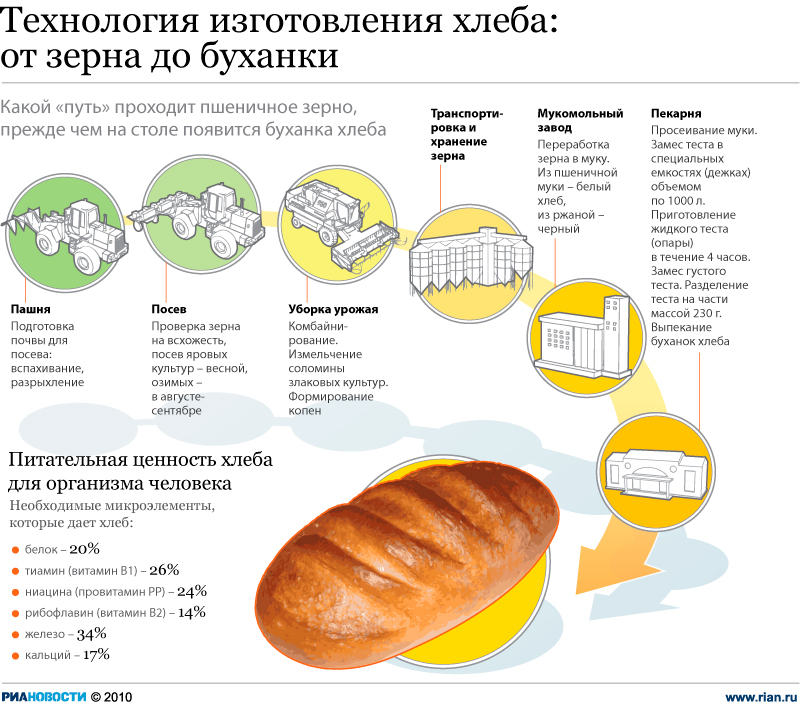 Технология изготовления хлеба:
от зерна до буханки
Какой «путь» проходит пшеничное зерно,
прежде чем на столе появится буханка хлеба
Пашня
Подготовка
почвы для
посева:
вспахивание,
разрыхление
Посев
Проверка зерна
на всхожесть,
посев яровых
культур – весной,
озимых –
в августе-
сентябре
Уборка урожая
Комбайни-
рование.
Измельчение
соломины
злаковых культур.
Формирование
копен
Транспорти-
ровка и
хранение
зерна
Мукомольный
завод
Переработка
зерна в муку.
Из пшеничной
муки – белый
хлеб,
из ржаной –
черный
Пекарня
Просеивание муки.
Замес теста в
специальных
емкостях (дежках)
объемом
по 1000 л.
Приготовление
жидкого теста
(опары)
в течение 4 часов.
Замес густого
теста. Разделение
теста на части
массой 230 г.
Выпекание
буханок хлеба
Питательная ценность хлеба
для организма человека
Необходимые микроэлементы,
которые дает хлеб:
белок – 20%
тиамин (витамин В1) – 26%
ниацина (провитамин РР) – 24%
рибофлавин (витамин В2) – 14%
железо – 34%
кальций – 17%
РИАНОВОСТИ © 2010
www.rian.ru